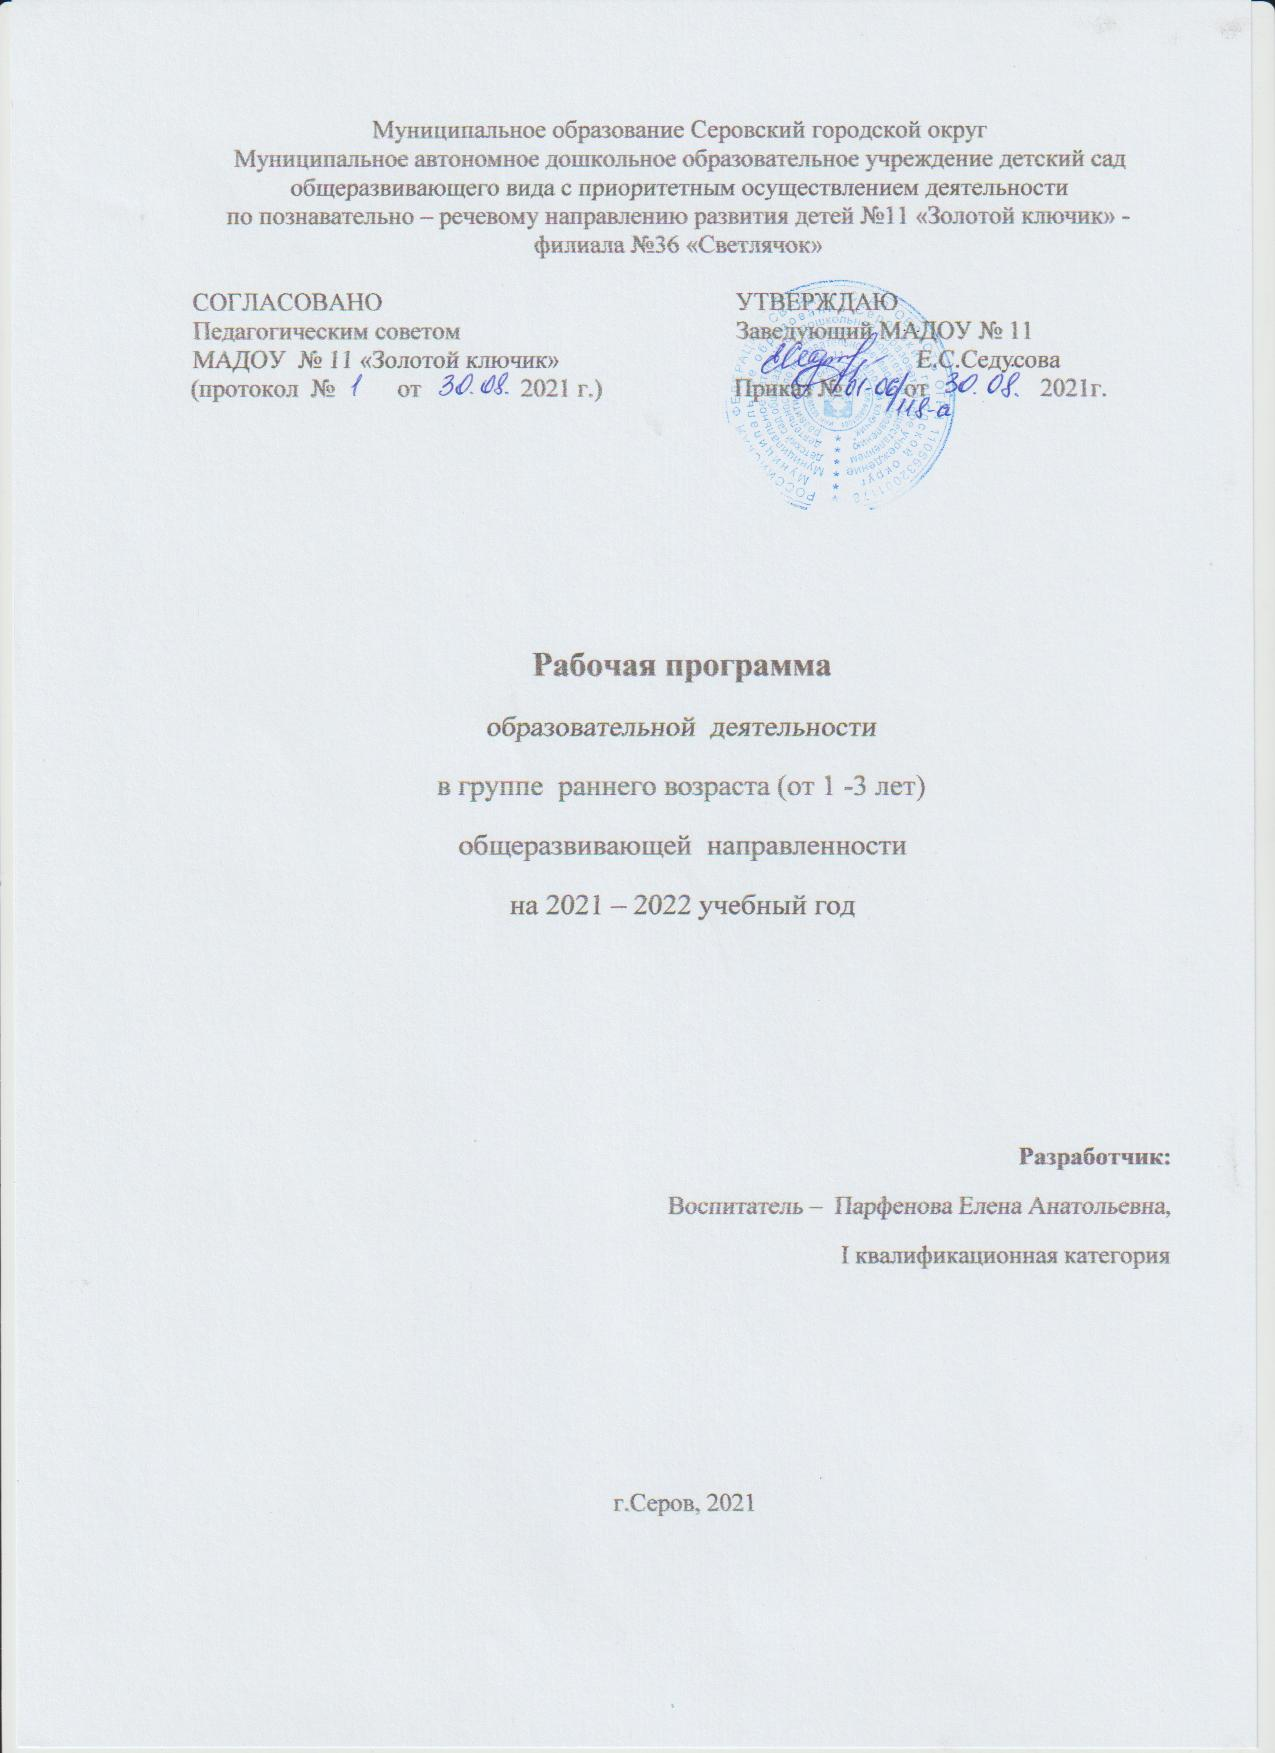 Муниципальное образование Серовский городской округ
Муниципальное автономное дошкольное образовательное учреждение детский сад
общеразвивающего вида с приоритетным осуществлением деятельности
по познавательно – речевому направлению развития детей №11 «Золотой ключик» -
филиала №36 «Светлячок»
СОГЛАСОВАНО
Педагогическим советом
МАДОУ № 11 «Золотой ключик»
(протокол № 1 от 30.08. 2021 г.)
УТВЕРЖДАЮ
Заведующий МАДОУ № 11
Е.С.Седусова
Приказ № 01-06/ от 30.08. 2021г.
118-а
Рабочая программа
образовательной деятельности
в группе раннего возраста (от 1 -3 лет)
общеразвивающей направленности
на 2021 – 2022 учебный год
Разработчик:
Воспитатель – Парфенова Елена Анатольевна,
I квалификационная категория
г.Серов, 2021